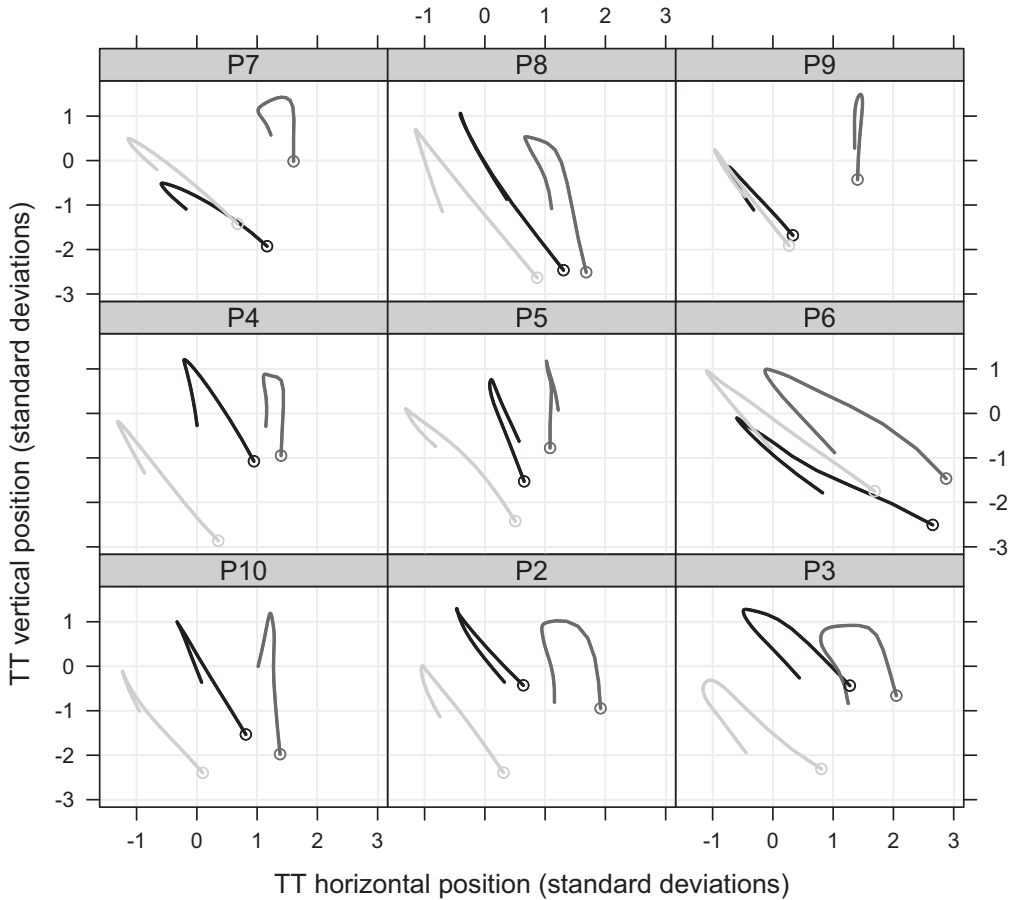 -1 0 1 2 3
P7 P8 P9
1
0
-1
-2
-3
P4 P5 P6
1
0
-1
-2
-3
P10 P2 P3
1
0
-1
-2
-3
-1 0 1 2 3 -1 0 1 2 3
TT horizontal position (standard deviations)
TT vertical position (standard deviations)